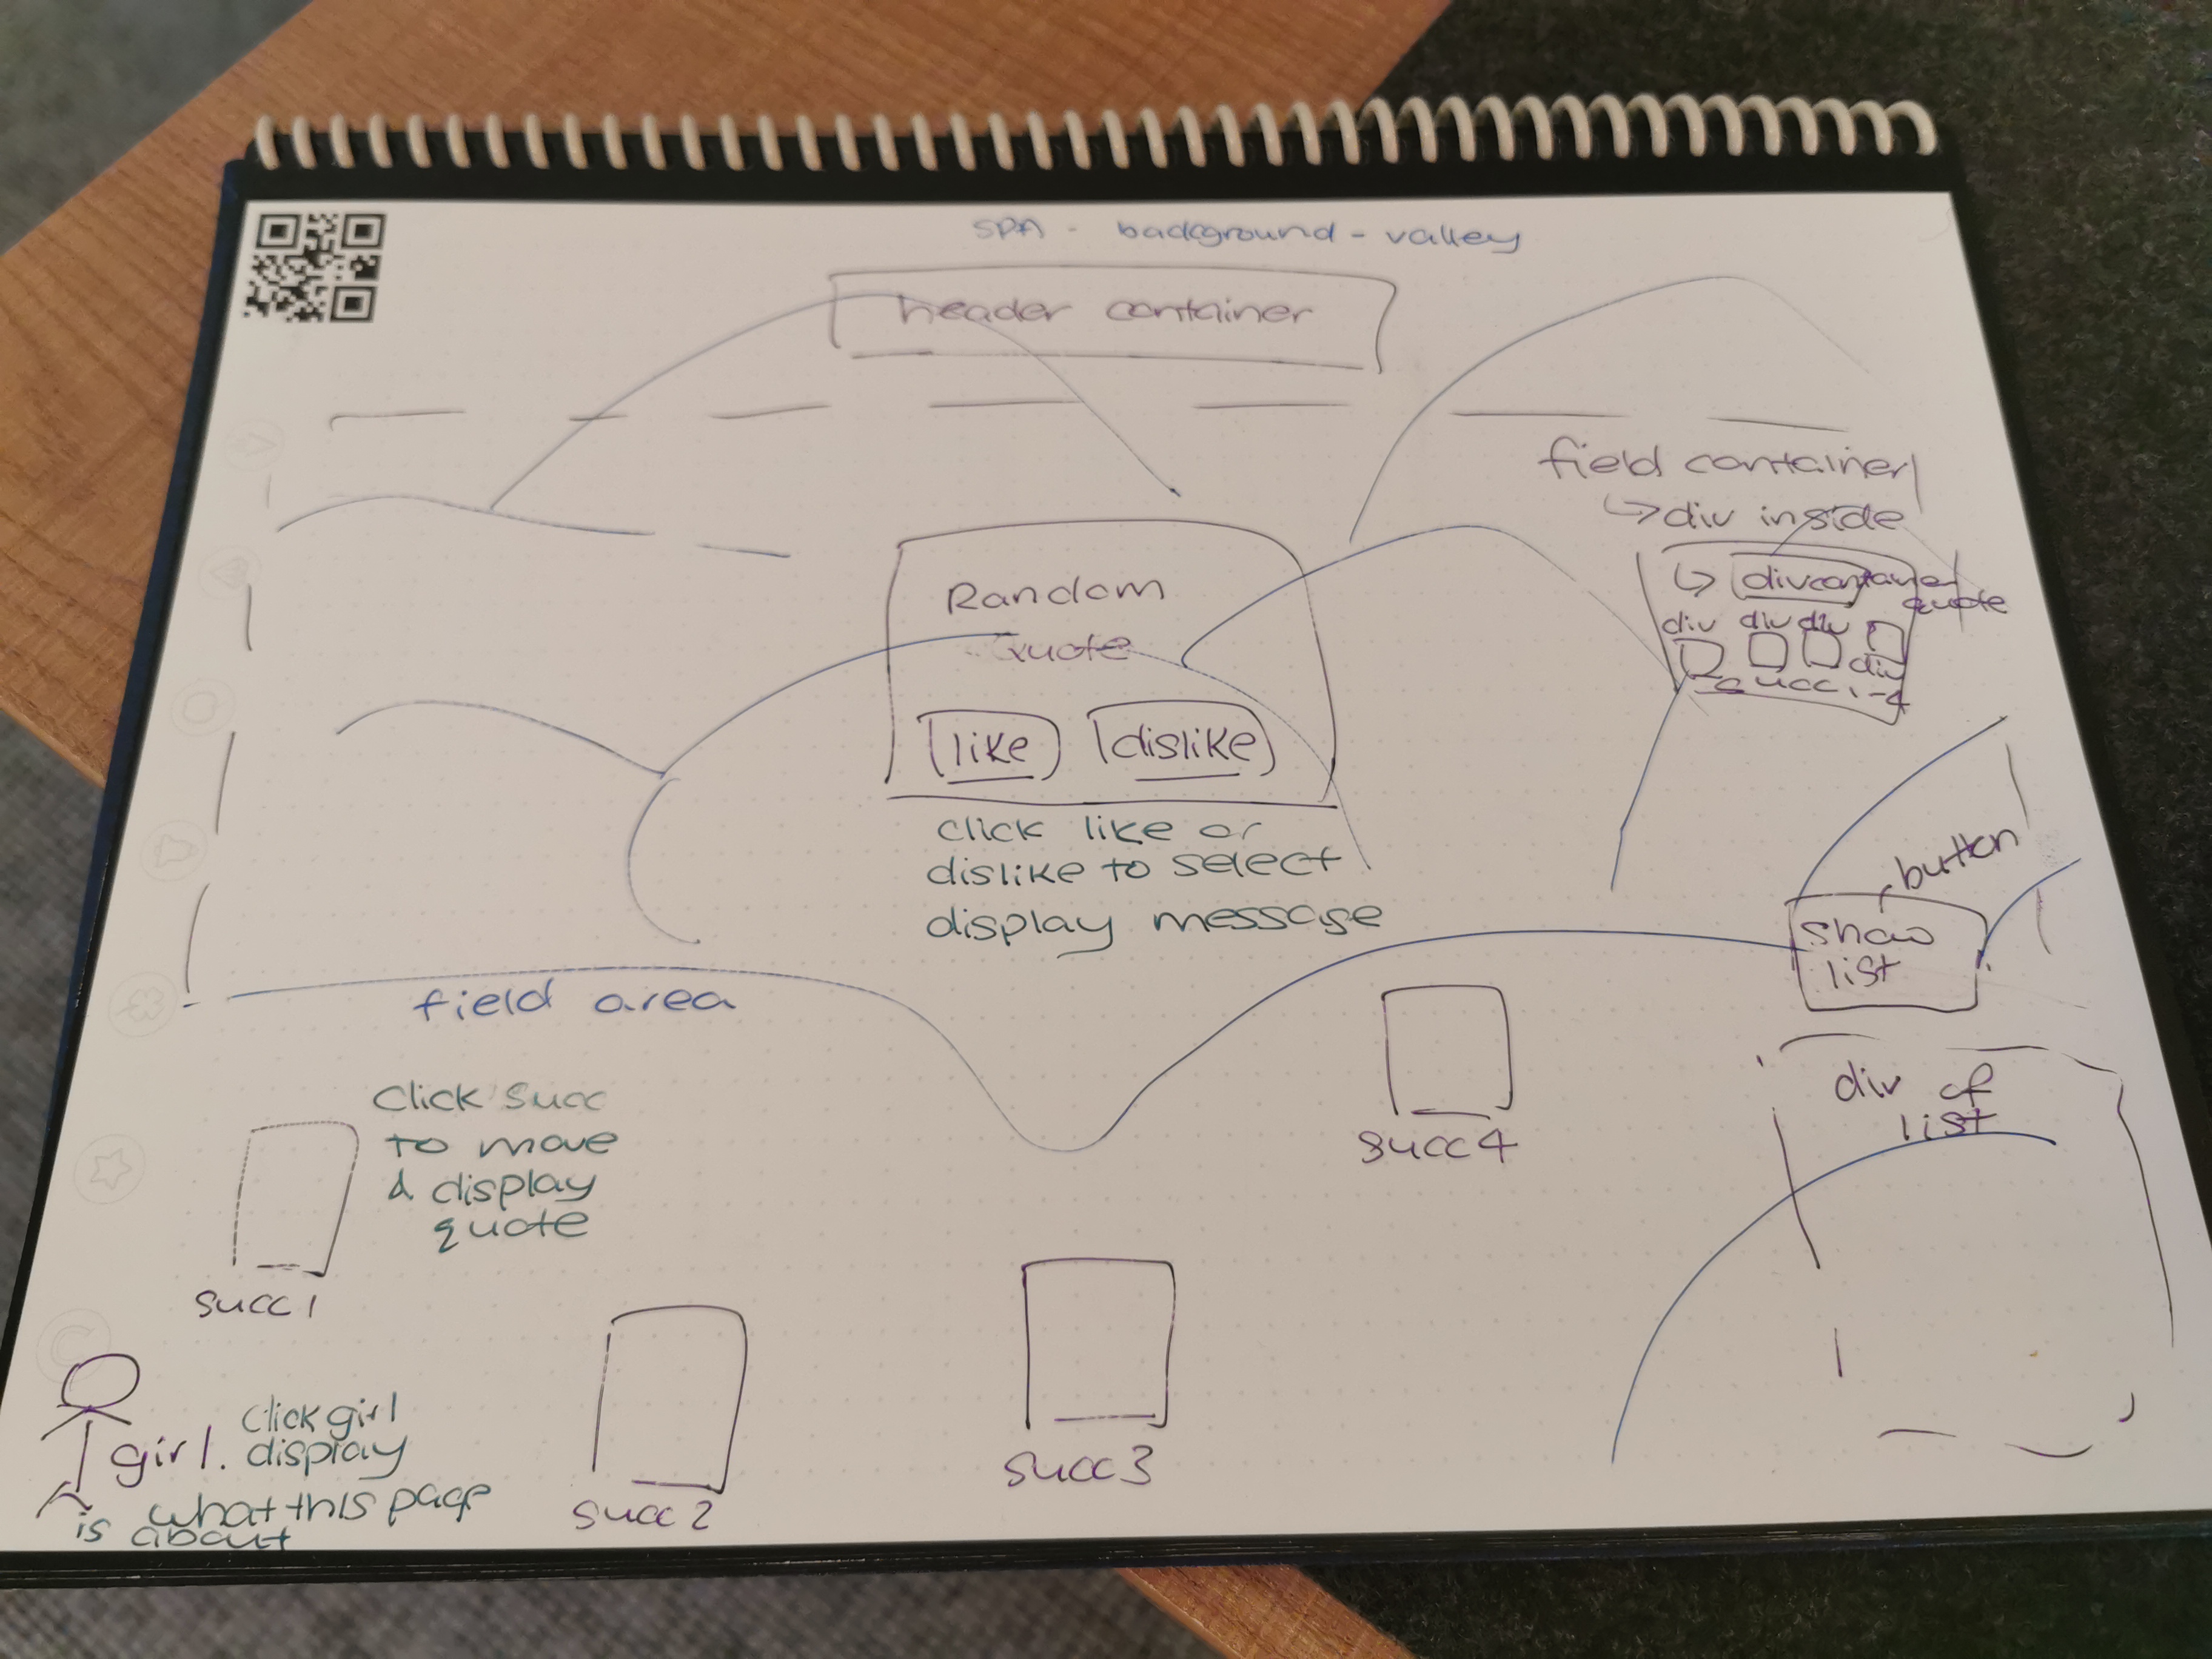 SPA - background - valley
header container
field container
↳ div inside
↳ div container
quote
div div div
div
succ 1-4
Random
Quote
like dislike
click like or
dislike to select
display message
button
show
list
field area
div of
list
Click Succ
to move
& display
quote
succ 1
succ 4
succ 2
succ 3
girl.
Click girl
display
what this page
is about